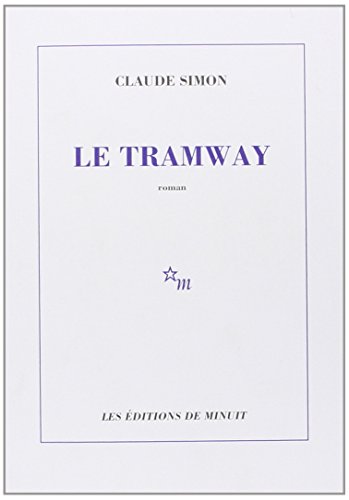 CLAUDE SIMON
LE TRAMWAY
roman
m
LES ÉDITIONS DE MINUIT